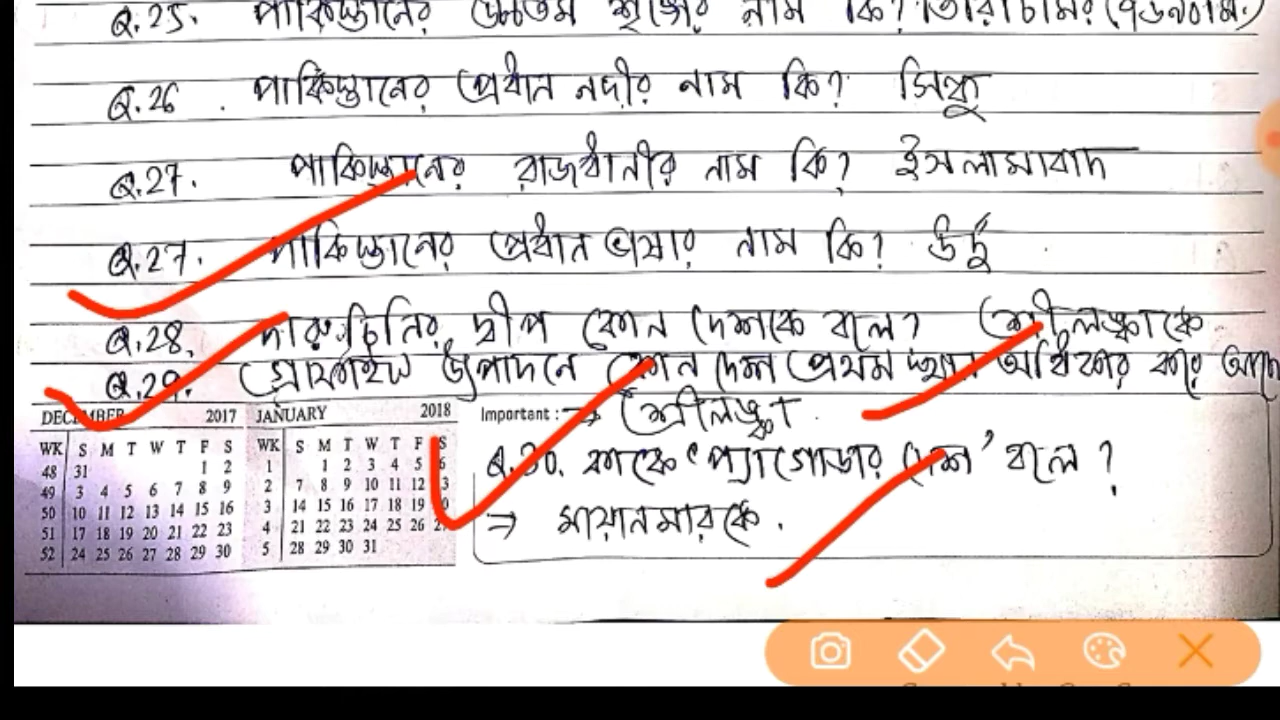 Q.25. পাকিস্তানের উচ্চতম শৃঙ্গের নাম কি? তিরিচমির (৭৬৯০মি.)
Q.26 . পাকিস্তানের প্রধান নদীর নাম কি? সিন্ধু
Q.27. পাকিস্তানের রাজধানীর নাম কি? ইসলামাবাদ
Q.27. পাকিস্তানের প্রধান ভাষার নাম কি? উর্দু
Q.28. দারুচিনির দ্বীপ কোন দেশকে বলে? শ্রীলঙ্কাকে
Q.29. গ্রাফাইট উৎপাদনে কোন দেশ প্রথম স্থান অধিকার করে আছে
DECEMBER 2017 JANUARY 2018 Important : → শ্রীলঙ্কা.
WK S M T W T F S WK S M T W T F S
48 31 1 2 1 1 2 3 4 5 6 Q.30. কাকে ‘প্যাগোডার দেশ’ বলে ?
49 3 4 5 6 7 8 9 2 7 8 9 10 11 12 13
50 10 11 12 13 14 15 16 3 14 15 16 17 18 19 20 ⇒ মায়ানমারকে.
51 17 18 19 20 21 22 23 4 21 22 23 24 25 26 27
52 24 25 26 27 28 29 30 5 28 29 30 31